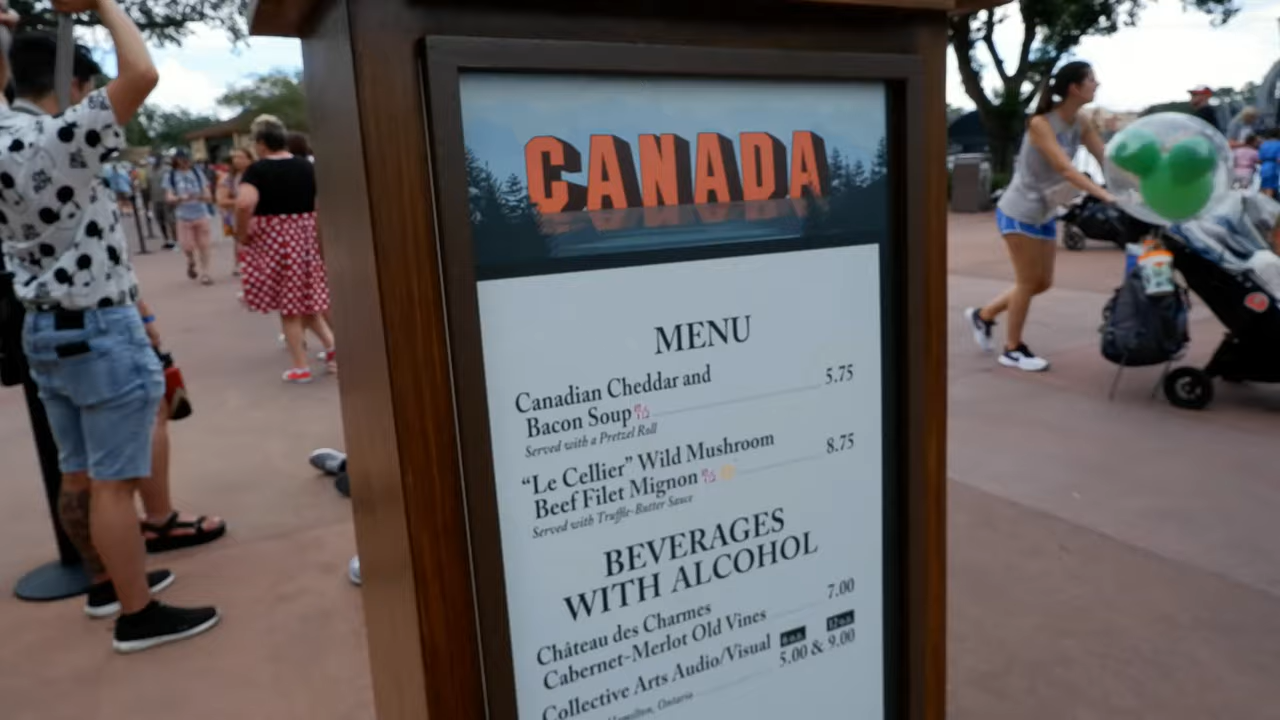 CANADA
MENU
Canadian Cheddar and
Bacon Soup 5.75
Served with a Pretzel Roll
“Le Cellier” Wild Mushroom
Beef Filet Mignon 8.75
Served with Truffle-Butter Sauce
BEVERAGES
WITH ALCOHOL
Château des Charmes
Cabernet-Merlot Old Vines 7.00
Collective Arts Audio/Visual 5.00 & 9.00
Hamilton, Ontario